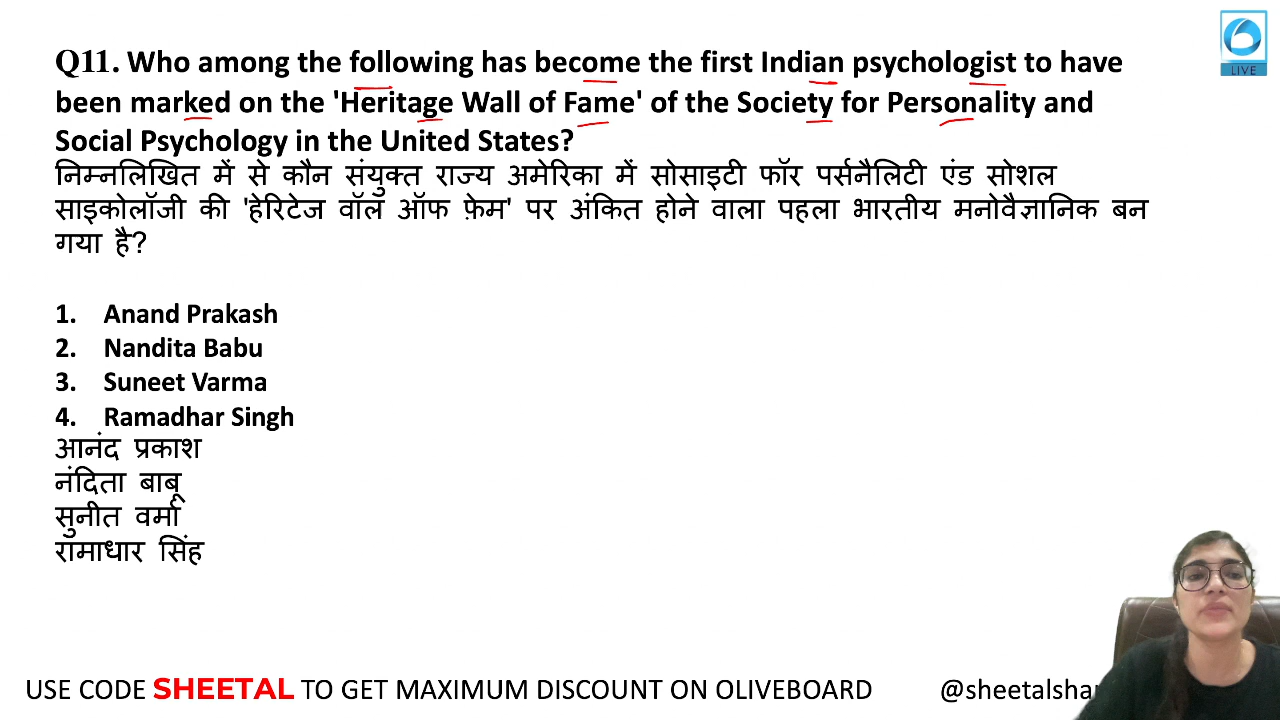 LIVE
Q11. Who among the following has become the first Indian psychologist to have
been marked on the 'Heritage Wall of Fame' of the Society for Personality and
Social Psychology in the United States?
निम्नलिखित में से कौन संयुक्त राज्य अमेरिका में सोसाइटी फॉर पर्सनैलिटी एंड सोशल
साइकोलॉजी की 'हेरिटेज वॉल ऑफ फ़ेम' पर अंकित होने वाला पहला भारतीय मनोवैज्ञानिक बन
गया है?
1. Anand Prakash
2. Nandita Babu
3. Suneet Varma
4. Ramadhar Singh
आनंद प्रकाश
नंदिता बाबू
सुनीत वर्मा
रामाधार सिंह
USE CODE SHEETAL TO GET MAXIMUM DISCOUNT ON OLIVEBOARD